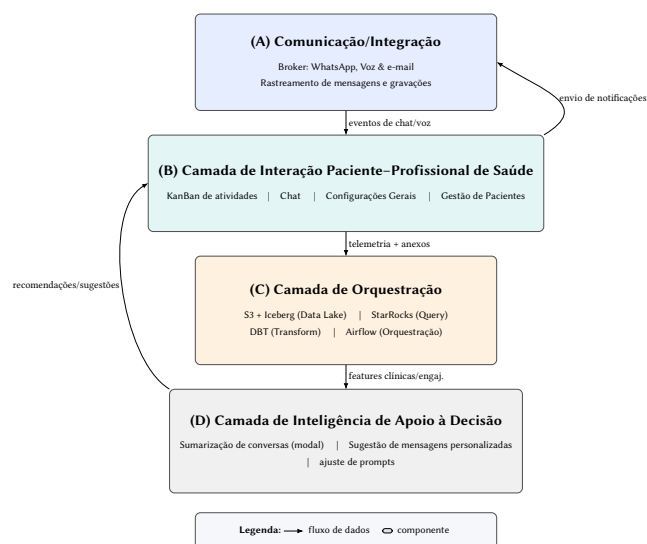 (A) Comunicação/Integração
Broker: WhatsApp, Voz & e-mail
Rastreamento de mensagens e gravações
envio de notificações
eventos de chat/voz
(B) Camada de Interação Paciente–Profissional de Saúde
KanBan de atividades | Chat | Configurações Gerais | Gestão de Pacientes
telemetria + anexos
recomendações/sugestões
(C) Camada de Orquestração
S3 + Iceberg (Data Lake) | StarRocks (Query)
DBT (Transform) | Airflow (Orquestração)
features clínicas/engaj.
(D) Camada de Inteligência de Apoio à Decisão
Sumarização de conversas (modal) | Sugestão de mensagens personalizadas
| ajuste de prompts
Legenda: fluxo de dados componente